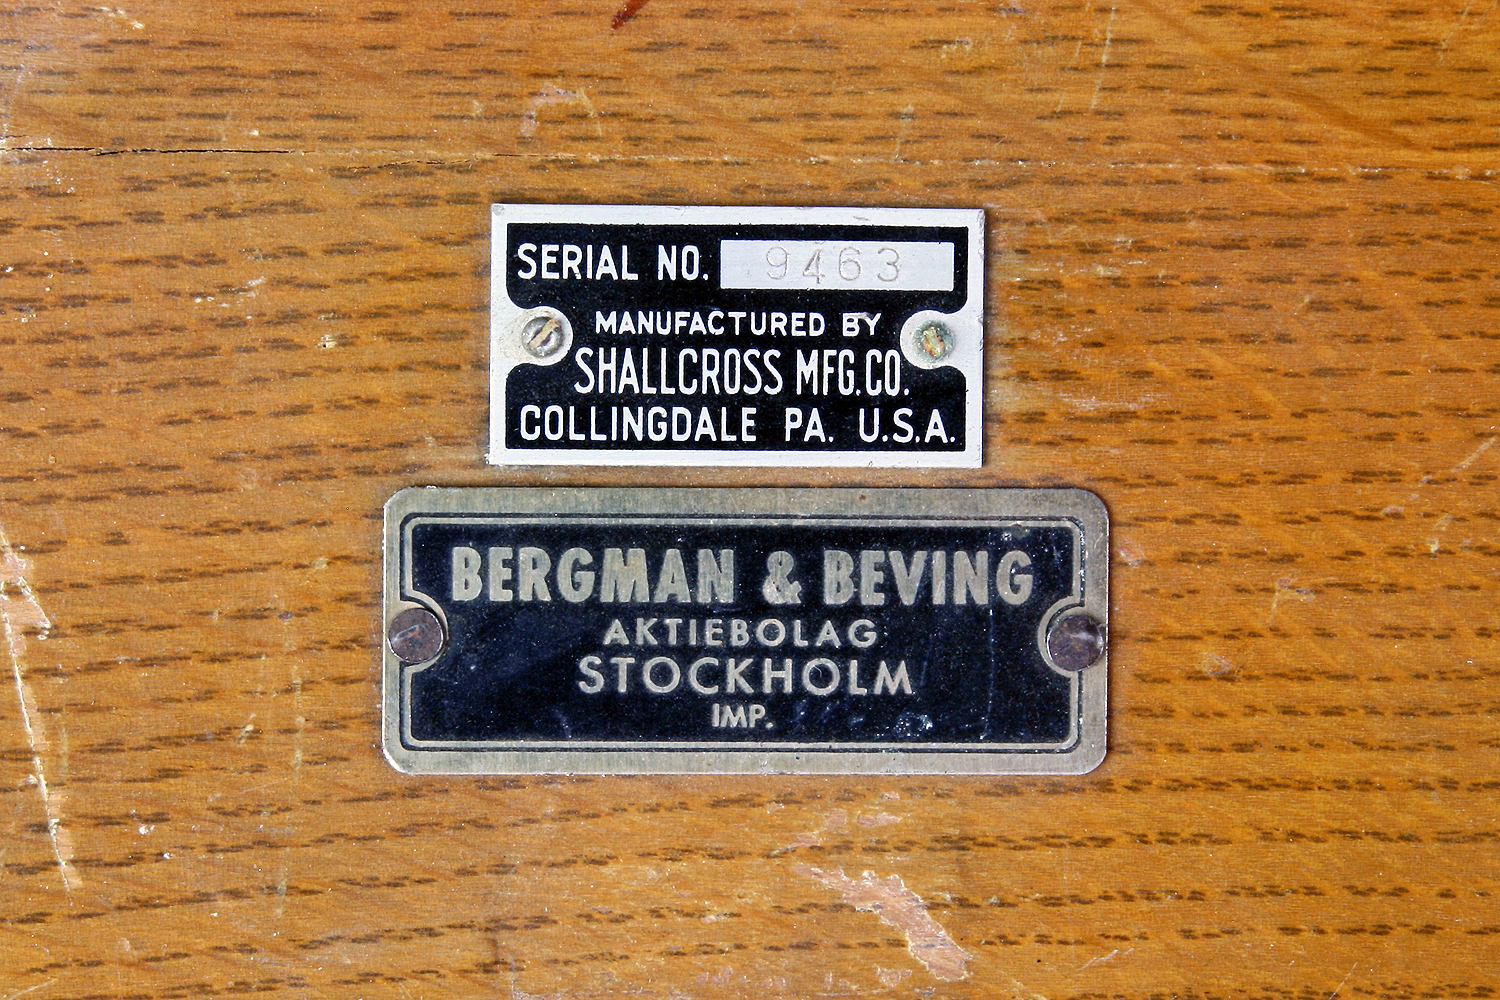 SERIAL NO. 9463
MANUFACTURED BY
SHALLCROSS MFG.CO.
COLLINGDALE PA. U.S.A.
BERGMAN & BEVING
AKTIEBOLAG
STOCKHOLM
IMP.